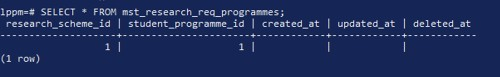 lppm=# SELECT * FROM mst_research_req_programmes;
 research_scheme_id | student_programme_id | created_at | updated_at | deleted_at
--------------------+----------------------+------------+------------+------------
                  1 |                    1 |            |            |
(1 row)